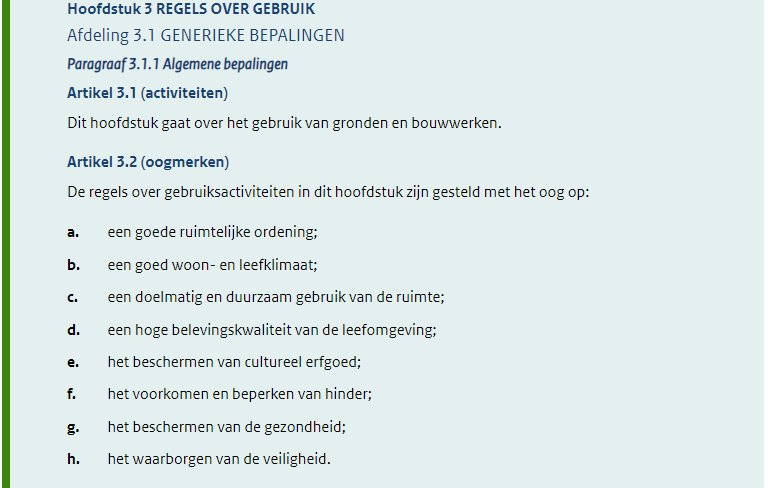 Hoofdstuk 3 REGELS OVER GEBRUIK
Afdeling 3.1 GENERIEKE BEPALINGEN
Paragraaf 3.1.1 Algemene bepalingen
Artikel 3.1 (activiteiten)
Dit hoofdstuk gaat over het gebruik van gronden en bouwwerken.
Artikel 3.2 (oogmerken)
De regels over gebruiksactiviteiten in dit hoofdstuk zijn gesteld met het oog op:
a. een goede ruimtelijke ordening;
b. een goed woon- en leefklimaat;
c. een doelmatig en duurzaam gebruik van de ruimte;
d. een hoge belevingskwaliteit van de leefomgeving;
e. het beschermen van cultureel erfgoed;
f. het voorkomen en beperken van hinder;
g. het beschermen van de gezondheid;
h. het waarborgen van de veiligheid.